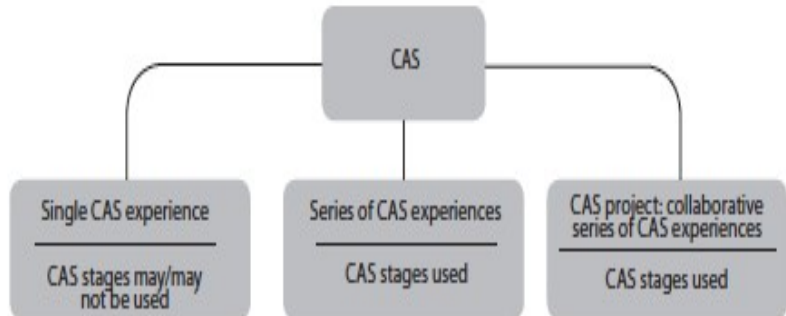 CAS
Single CAS experience
CAS stages may/may
not be used
Series of CAS experiences
CAS stages used
CAS project: collaborative
series of CAS experiences
CAS stages used